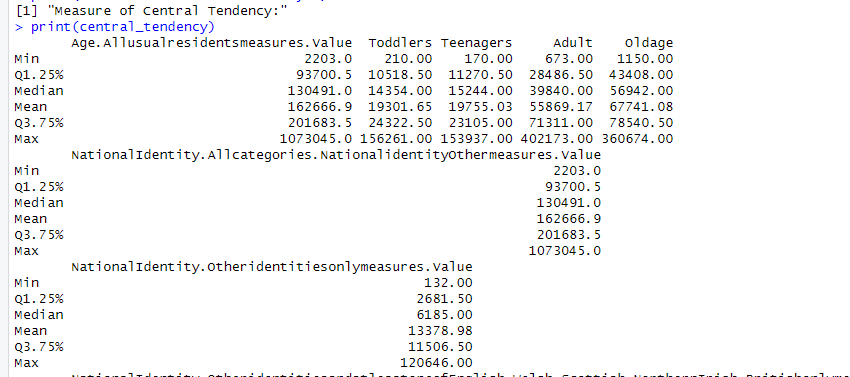 [1] "Measure of Central Tendency:"
> print(central_tendency)
Age.Allusualresidentsmeasures.Value Toddlers Teenagers Adult Oldage
Min 2203.0 210.00 170.00 673.00 1150.00
Q1.25% 93700.5 10518.50 11270.50 28486.50 43408.00
Median 130491.0 14354.00 15244.00 39840.00 56942.00
Mean 162666.9 19301.65 19755.03 55869.17 67741.08
Q3.75% 201683.5 24322.50 23105.00 71311.00 78540.50
Max 1073045.0 156261.00 153937.00 402173.00 360674.00
NationalIdentity.Allcategories.NationalidentityOthermeasures.Value
Min 2203.0
Q1.25% 93700.5
Median 130491.0
Mean 162666.9
Q3.75% 201683.5
Max 1073045.0
NationalIdentity.Otheridentitiesonlymeasures.Value
Min 132.00
Q1.25% 2681.50
Median 6185.00
Mean 13378.98
Q3.75% 11506.50
Max 120646.00